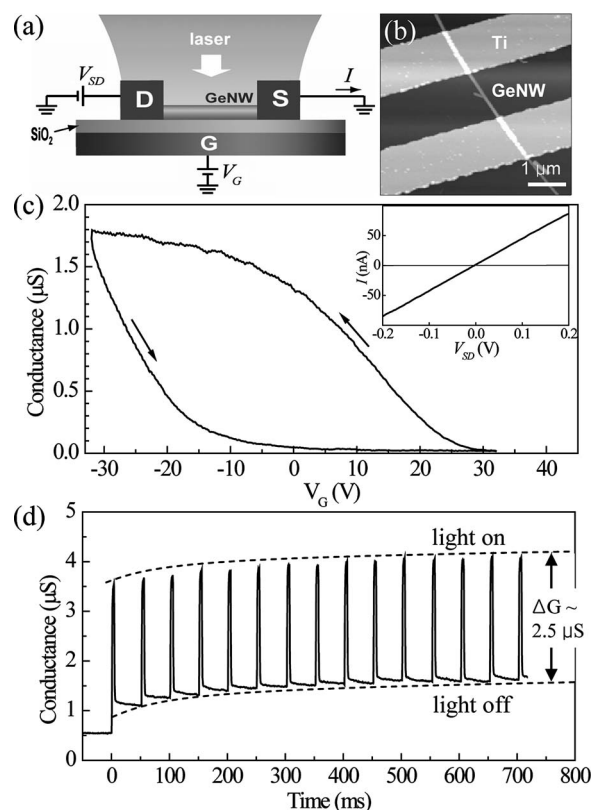 (a)
laser
V_SD
D
GeNW
S
I
SiO₂
G
V_G
(b)
Ti
GeNW
1 μm
(c)
2.0
1.5
1.0
0.5
0.0
Conductance (μS)
-30 -20 -10 0 10 20 30 40
V_G (V)
50
0
-50
I (nA)
-0.2 -0.1 0.0 0.1 0.2
V_SD (V)
(d)
5
4
3
2
1
0
Conductance (μS)
light on
ΔG ~
2.5 μS
light off
0 100 200 300 400 500 600 700 800
Time (ms)